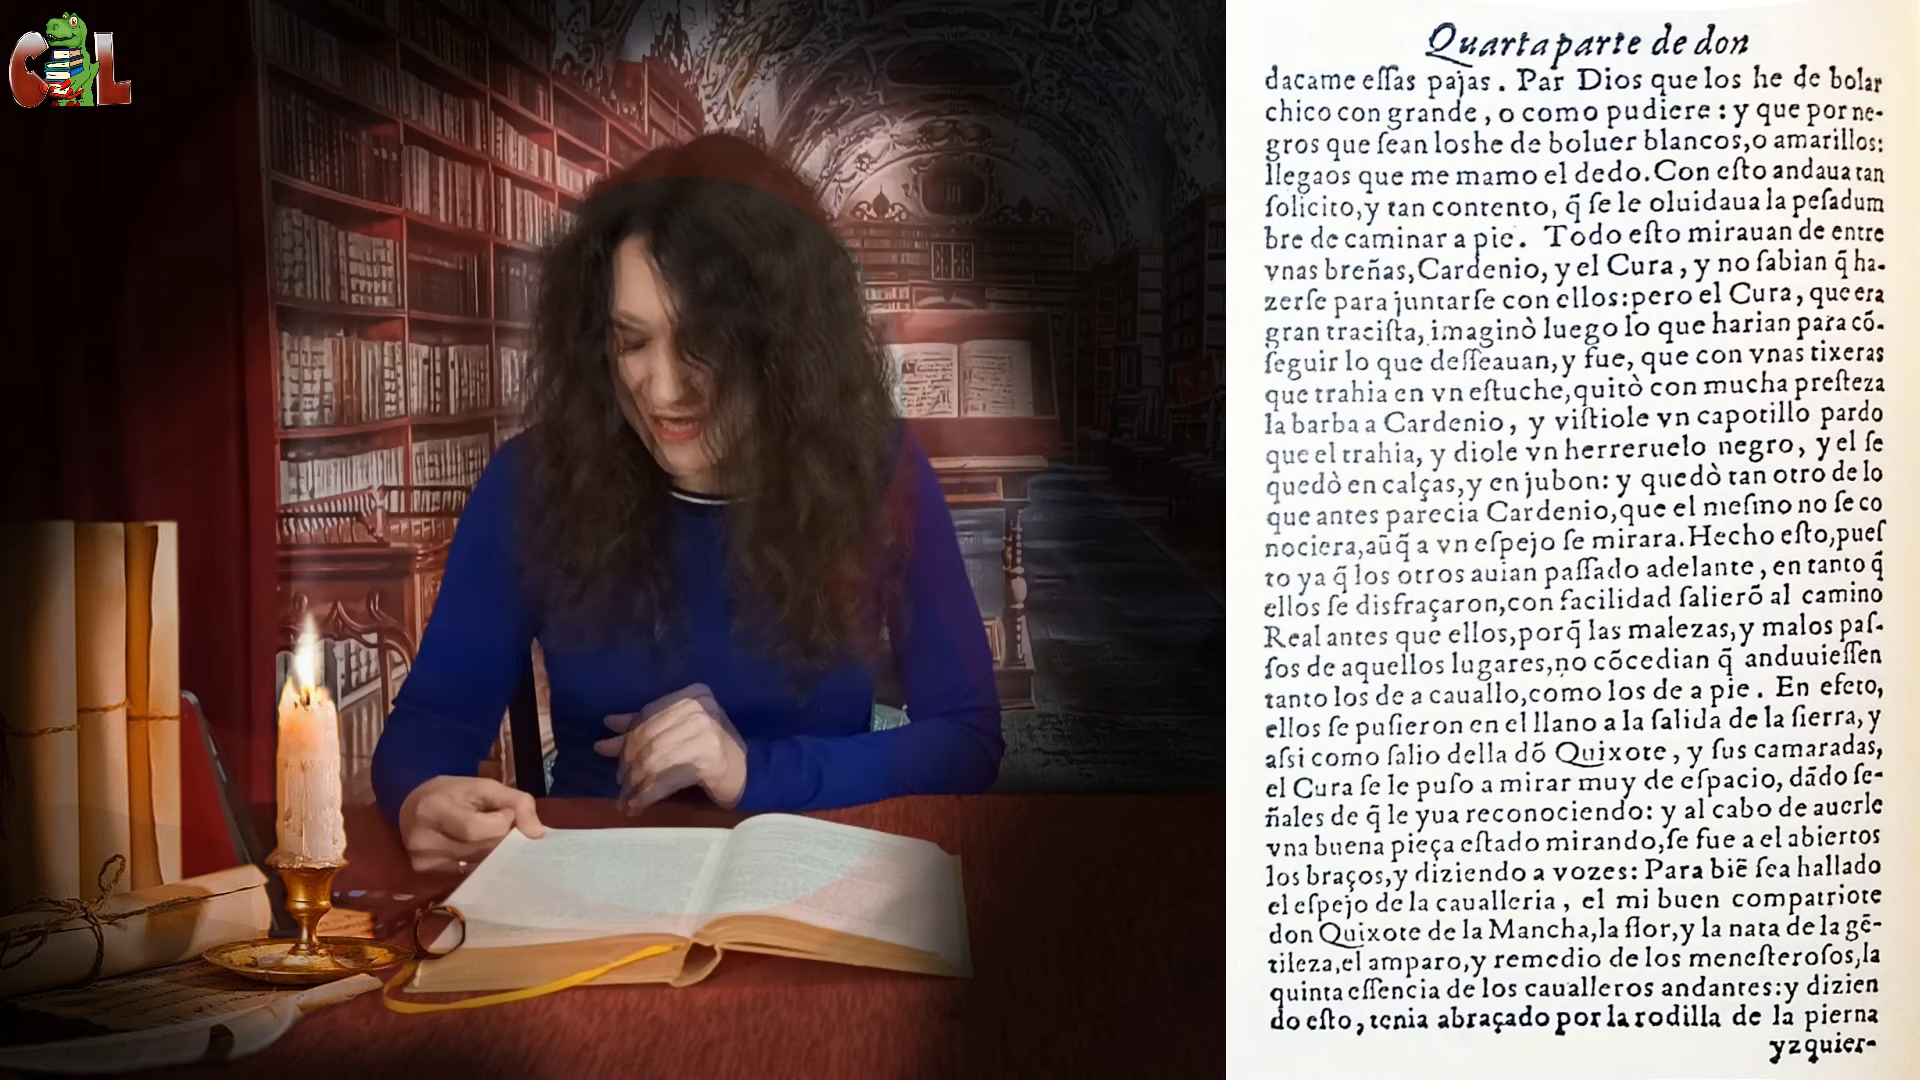 CL
Quarta parte de don
dacame eſſas pajas. Par Dios que los he de bolar
chico con grande, o como pudiere: y que por ne-
gros que ſean loshe de boluer blancos,o amarillos:
llegaos que me mamo el dedo.Con eſto andaua tan
ſolicito,y tan contento, q̃ ſe le oluidaua la peſadum
bre de caminar a pie. Todo eſto mirauan de entre
vnas breñas,Cardenio, y el Cura, y no ſabian q̃ ha-
zerſe para juntarſe con ellos:pero el Cura, que era
gran traciſta, imaginò luego lo que harian para cõ-
ſeguir lo que deſſeauan,y fue, que con vnas tixeras
que trahia en vn eſtuche,quitò con mucha preſteza
la barba a Cardenio, y viſtiole vn capotillo pardo
que el trahia, y diole vn herreruelo negro, y el ſe
quedò en calças,y en jubon: y quedò tan otro de lo
que antes parecia Cardenio,que el meſmo no ſe co
nociera,aũq̃ a vn eſpejo ſe mirara.Hecho eſto,pueſ
to ya q̃ los otros auian paſſado adelante, en tanto q̃
ellos ſe disfraçaron,con facilidad ſalierõ al camino
Real antes que ellos,porq̃ las malezas,y malos paſ-
ſos de aquellos lugares,no cõcedian q̃ anduuieſſen
tanto los de a cauallo,como los de a pie. En efeto,
ellos ſe puſieron en el llano a la ſalida de la ſierra, y
aſsi como ſalio della dõ Quixote, y ſus camaradas,
el Cura ſe le puſo a mirar muy de eſpacio, dãdo ſe-
ñales de q̃ le yua reconociendo: y al cabo de auerle
vna buena pieça eſtado mirando,ſe fue a el abiertos
los braços,y diziendo a vozes: Para biẽ ſea hallado
el eſpejo de la caualleria, el mi buen compatriote
don Quixote de la Mancha,la flor,y la nata de la gẽ-
tileza,el amparo,y remedio de los meneſteroſos,la
quinta eſſencia de los caualleros andantes:y dizien
do eſto, tenia abraçado por la rodilla de la pierna
yzquier-